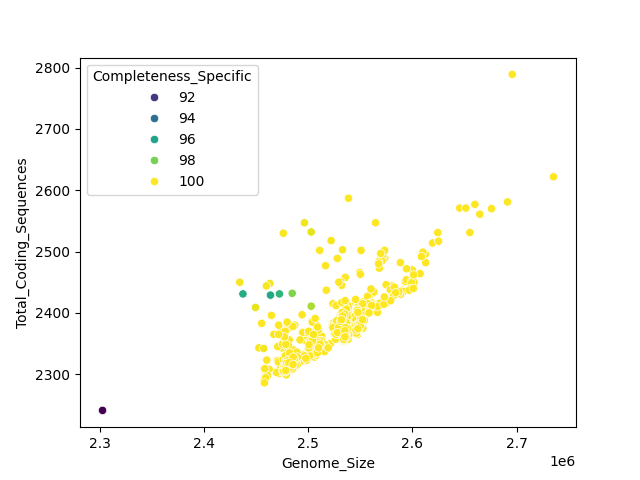 Completeness_Specific
92
94
96
98
100
Total_Coding_Sequences
2800
2700
2600
2500
2400
2300
2.3 2.4 2.5 2.6 2.7
1e6
Genome_Size